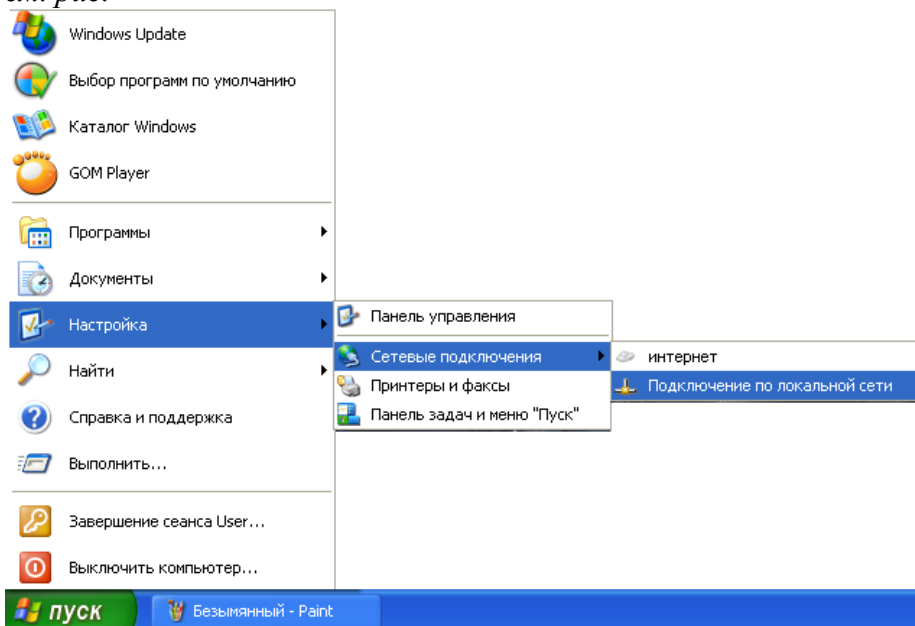 см рис.
Windows Update
Выбор программ по умолчанию
Каталог Windows
GOM Player
Программы
Документы
Настройка
Найти
Справка и поддержка
Выполнить...
Завершение сеанса User...
Выключить компьютер...
Панель управления
Сетевые подключения
Принтеры и факсы
Панель задач и меню "Пуск"
интернет
Подключение по локальной сети
пуск
Безымянный - Paint